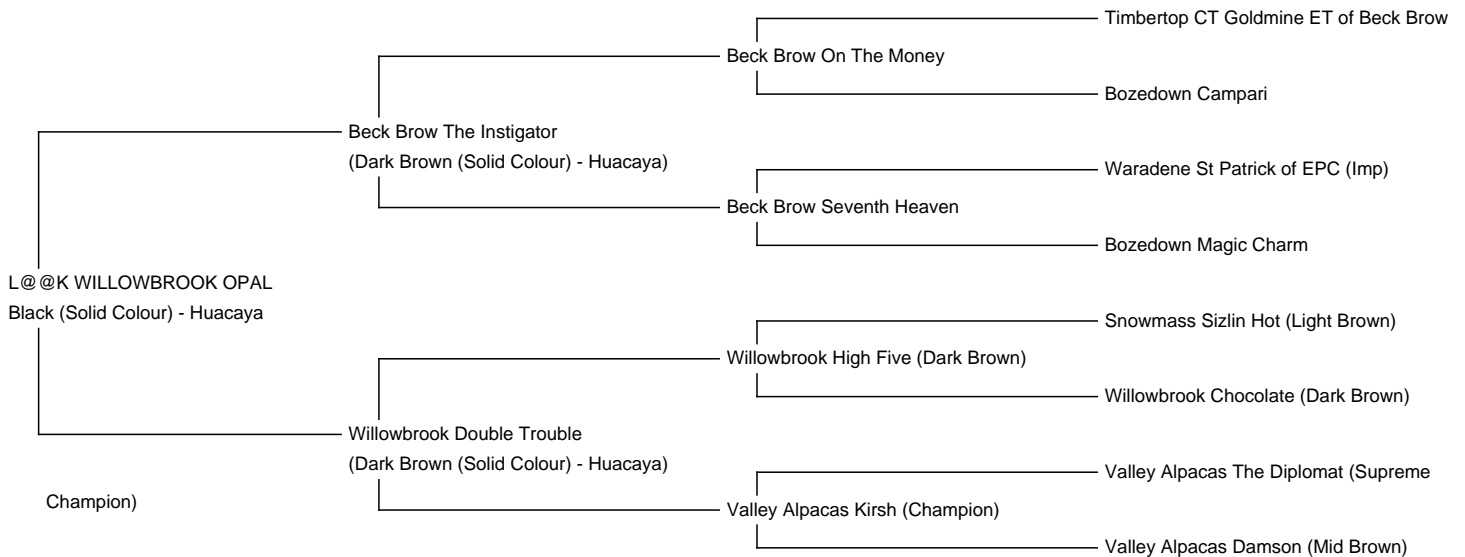 Timbertop CT Goldmine ET of Beck Brow
Beck Brow On The Money
Bozedown Campari
Beck Brow The Instigator
(Dark Brown (Solid Colour) - Huacaya)
Waradene St Patrick of EPC (Imp)
Beck Brow Seventh Heaven
Bozedown Magic Charm
L@@K WILLOWBROOK OPAL
Black (Solid Colour) - Huacaya
Snowmass Sizlin Hot (Light Brown)
Willowbrook High Five (Dark Brown)
Willowbrook Chocolate (Dark Brown)
Willowbrook Double Trouble
(Dark Brown (Solid Colour) - Huacaya)
Valley Alpacas The Diplomat (Supreme
Champion)
Valley Alpacas Kirsh (Champion)
Valley Alpacas Damson (Mid Brown)